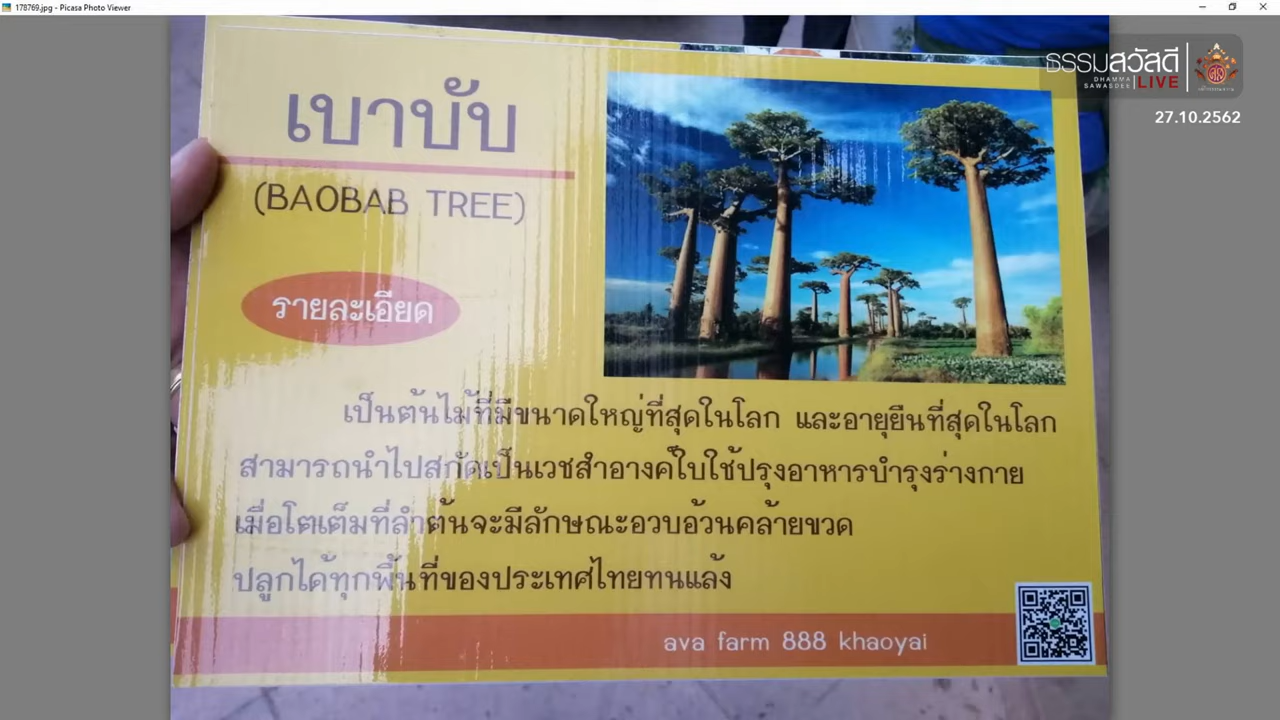 178769.jpg - Picasa Photo Viewer
ธรรมสวัสดี
DHAMMA
SAWASDEE
LIVE
27.10.2562
เบาบับ
(BAOBAB TREE)
รายละเอียด
เป็นต้นไม้ที่มีขนาดใหญ่ที่สุดในโลก และอายุยืนที่สุดในโลก
สามารถนำไปสกัดเป็นเวชสำอางค์ใบใช้ปรุงอาหารบำรุงร่างกาย
เมื่อโตเต็มที่ลำต้นจะมีลักษณะอวบอ้วนคล้ายขวด
ปลูกได้ทุกพื้นที่ของประเทศไทยทนแล้ง
ava farm 888 khaoyai